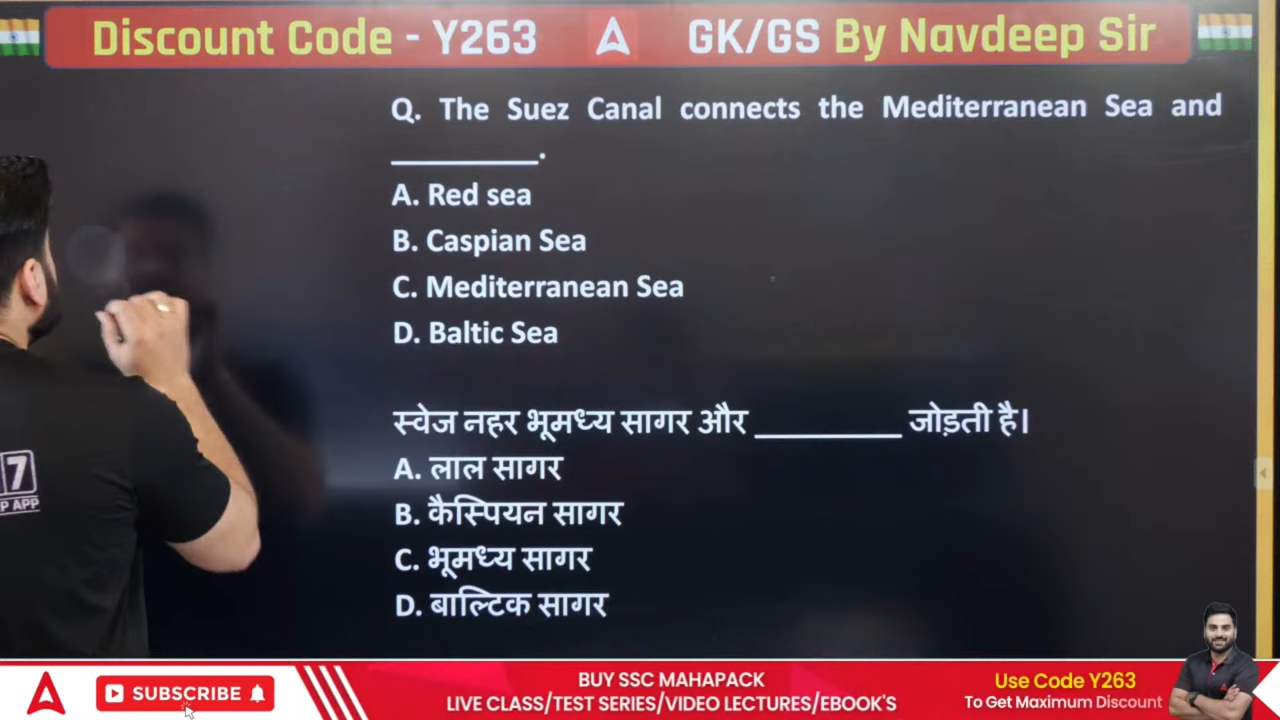 Discount Code - Y263
GK/GS By Navdeep Sir
Q. The Suez Canal connects the Mediterranean Sea and
__________.
A. Red sea
B. Caspian Sea
C. Mediterranean Sea
D. Baltic Sea
स्वेज नहर भूमध्य सागर और __________ जोड़ती है।
A. लाल सागर
B. कैस्पियन सागर
C. भूमध्य सागर
D. बाल्टिक सागर
7
P APP
SUBSCRIBE
BUY SSC MAHAPACK
LIVE CLASS/TEST SERIES/VIDEO LECTURES/EBOOK'S
Use Code Y263
To Get Maximum Discount